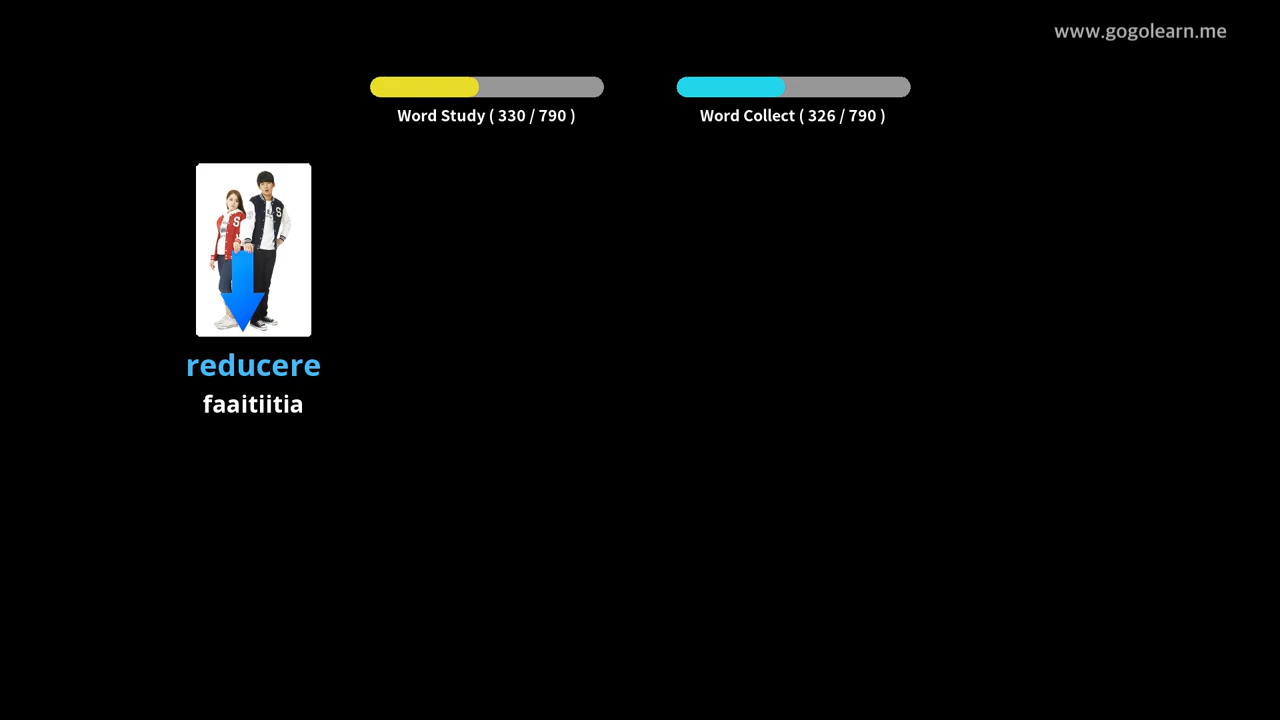 www.gogolearn.me
Word Study ( 330 / 790 )
Word Collect ( 326 / 790 )
S
S
reducere
faaitiitia